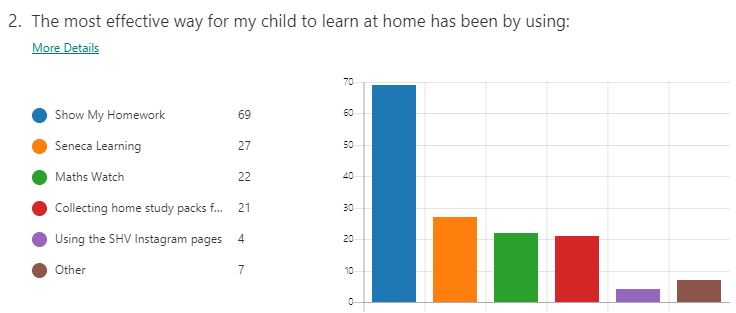 2. The most effective way for my child to learn at home has been by using:
More Details
Show My Homework 69
Seneca Learning 27
Maths Watch 22
Collecting home study packs f... 21
Using the SHV Instagram pages 4
Other 7
70
60
50
40
30
20
10
0